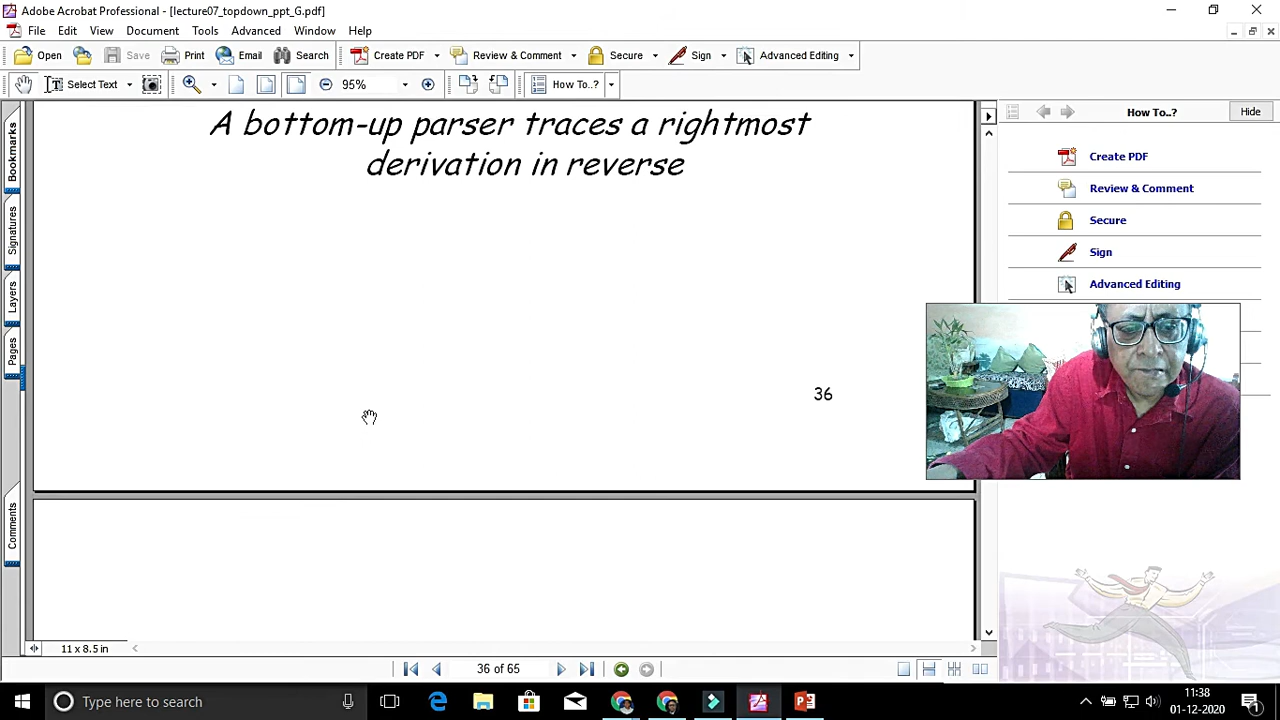 Adobe Acrobat Professional - [lecture07_topdown_ppt_G.pdf]
File Edit View Document Tools Advanced Window Help
Open Save Print Email Search Create PDF Review & Comment Secure Sign Advanced Editing
Select Text 95% How To..?
A bottom-up parser traces a rightmost
derivation in reverse
36
Bookmarks
Signatures
Layers
Pages
Comments
How To..? Hide
Create PDF
Review & Comment
Secure
Sign
Advanced Editing
11 x 8.5 in
36 of 65
Type here to search
11:38
01-12-2020